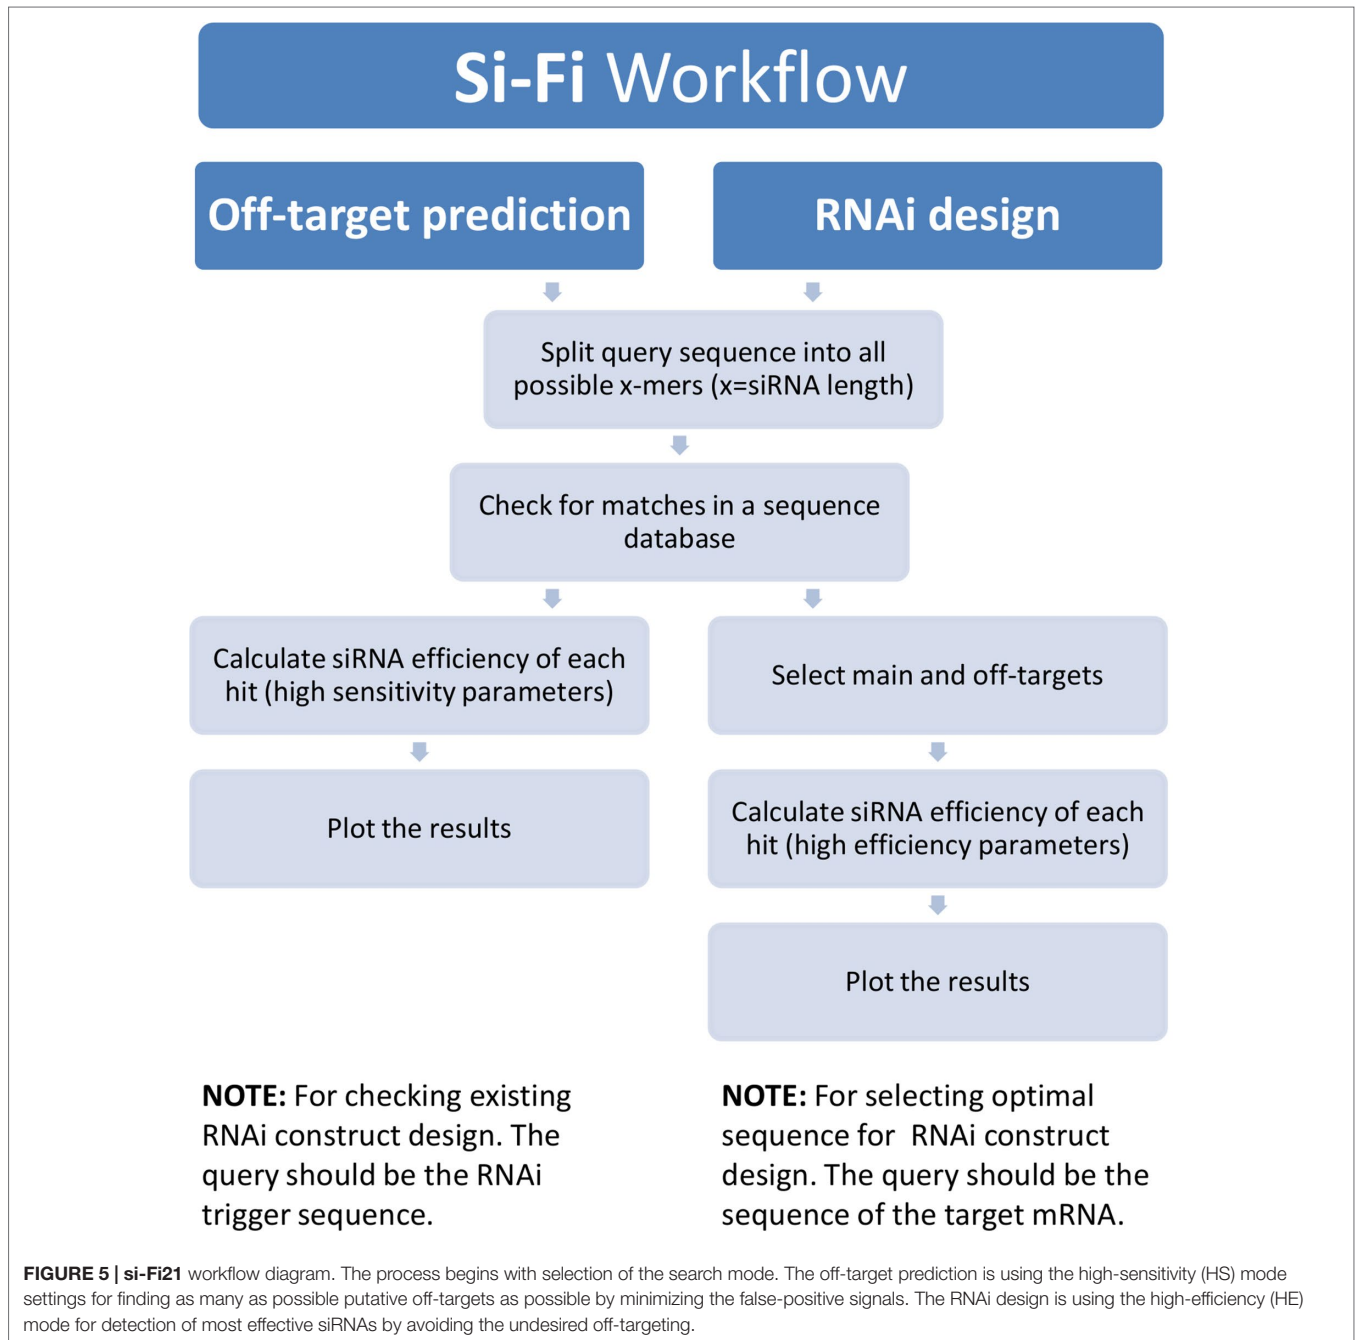 Si-Fi Workflow
Off-target prediction
RNAi design
Split query sequence into all
possible x-mers (x=siRNA length)
Check for matches in a sequence
database
Calculate siRNA efficiency of each
hit (high sensitivity parameters)
Select main and off-targets
Plot the results
Calculate siRNA efficiency of each
hit (high efficiency parameters)
Plot the results
NOTE: For checking existing
RNAi construct design. The
query should be the RNAi
trigger sequence.
NOTE: For selecting optimal
sequence for RNAi construct
design. The query should be the
sequence of the target mRNA.
FIGURE 5 | si-Fi21 workflow diagram. The process begins with selection of the search mode. The off-target prediction is using the high-sensitivity (HS) mode
settings for finding as many as possible putative off-targets as possible by minimizing the false-positive signals. The RNAi design is using the high-efficiency (HE)
mode for detection of most effective siRNAs by avoiding the undesired off-targeting.